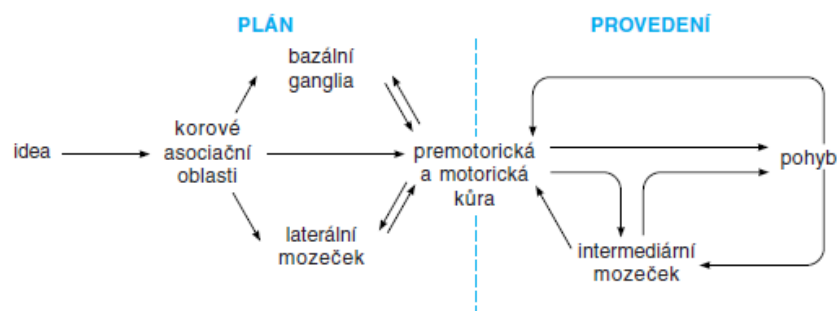 PLÁN
PROVEDENÍ
bazální
ganglia
idea
korové
asociační
oblasti
premotorická
a motorická
kůra
pohyb
laterální
mozeček
intermediární
mozeček